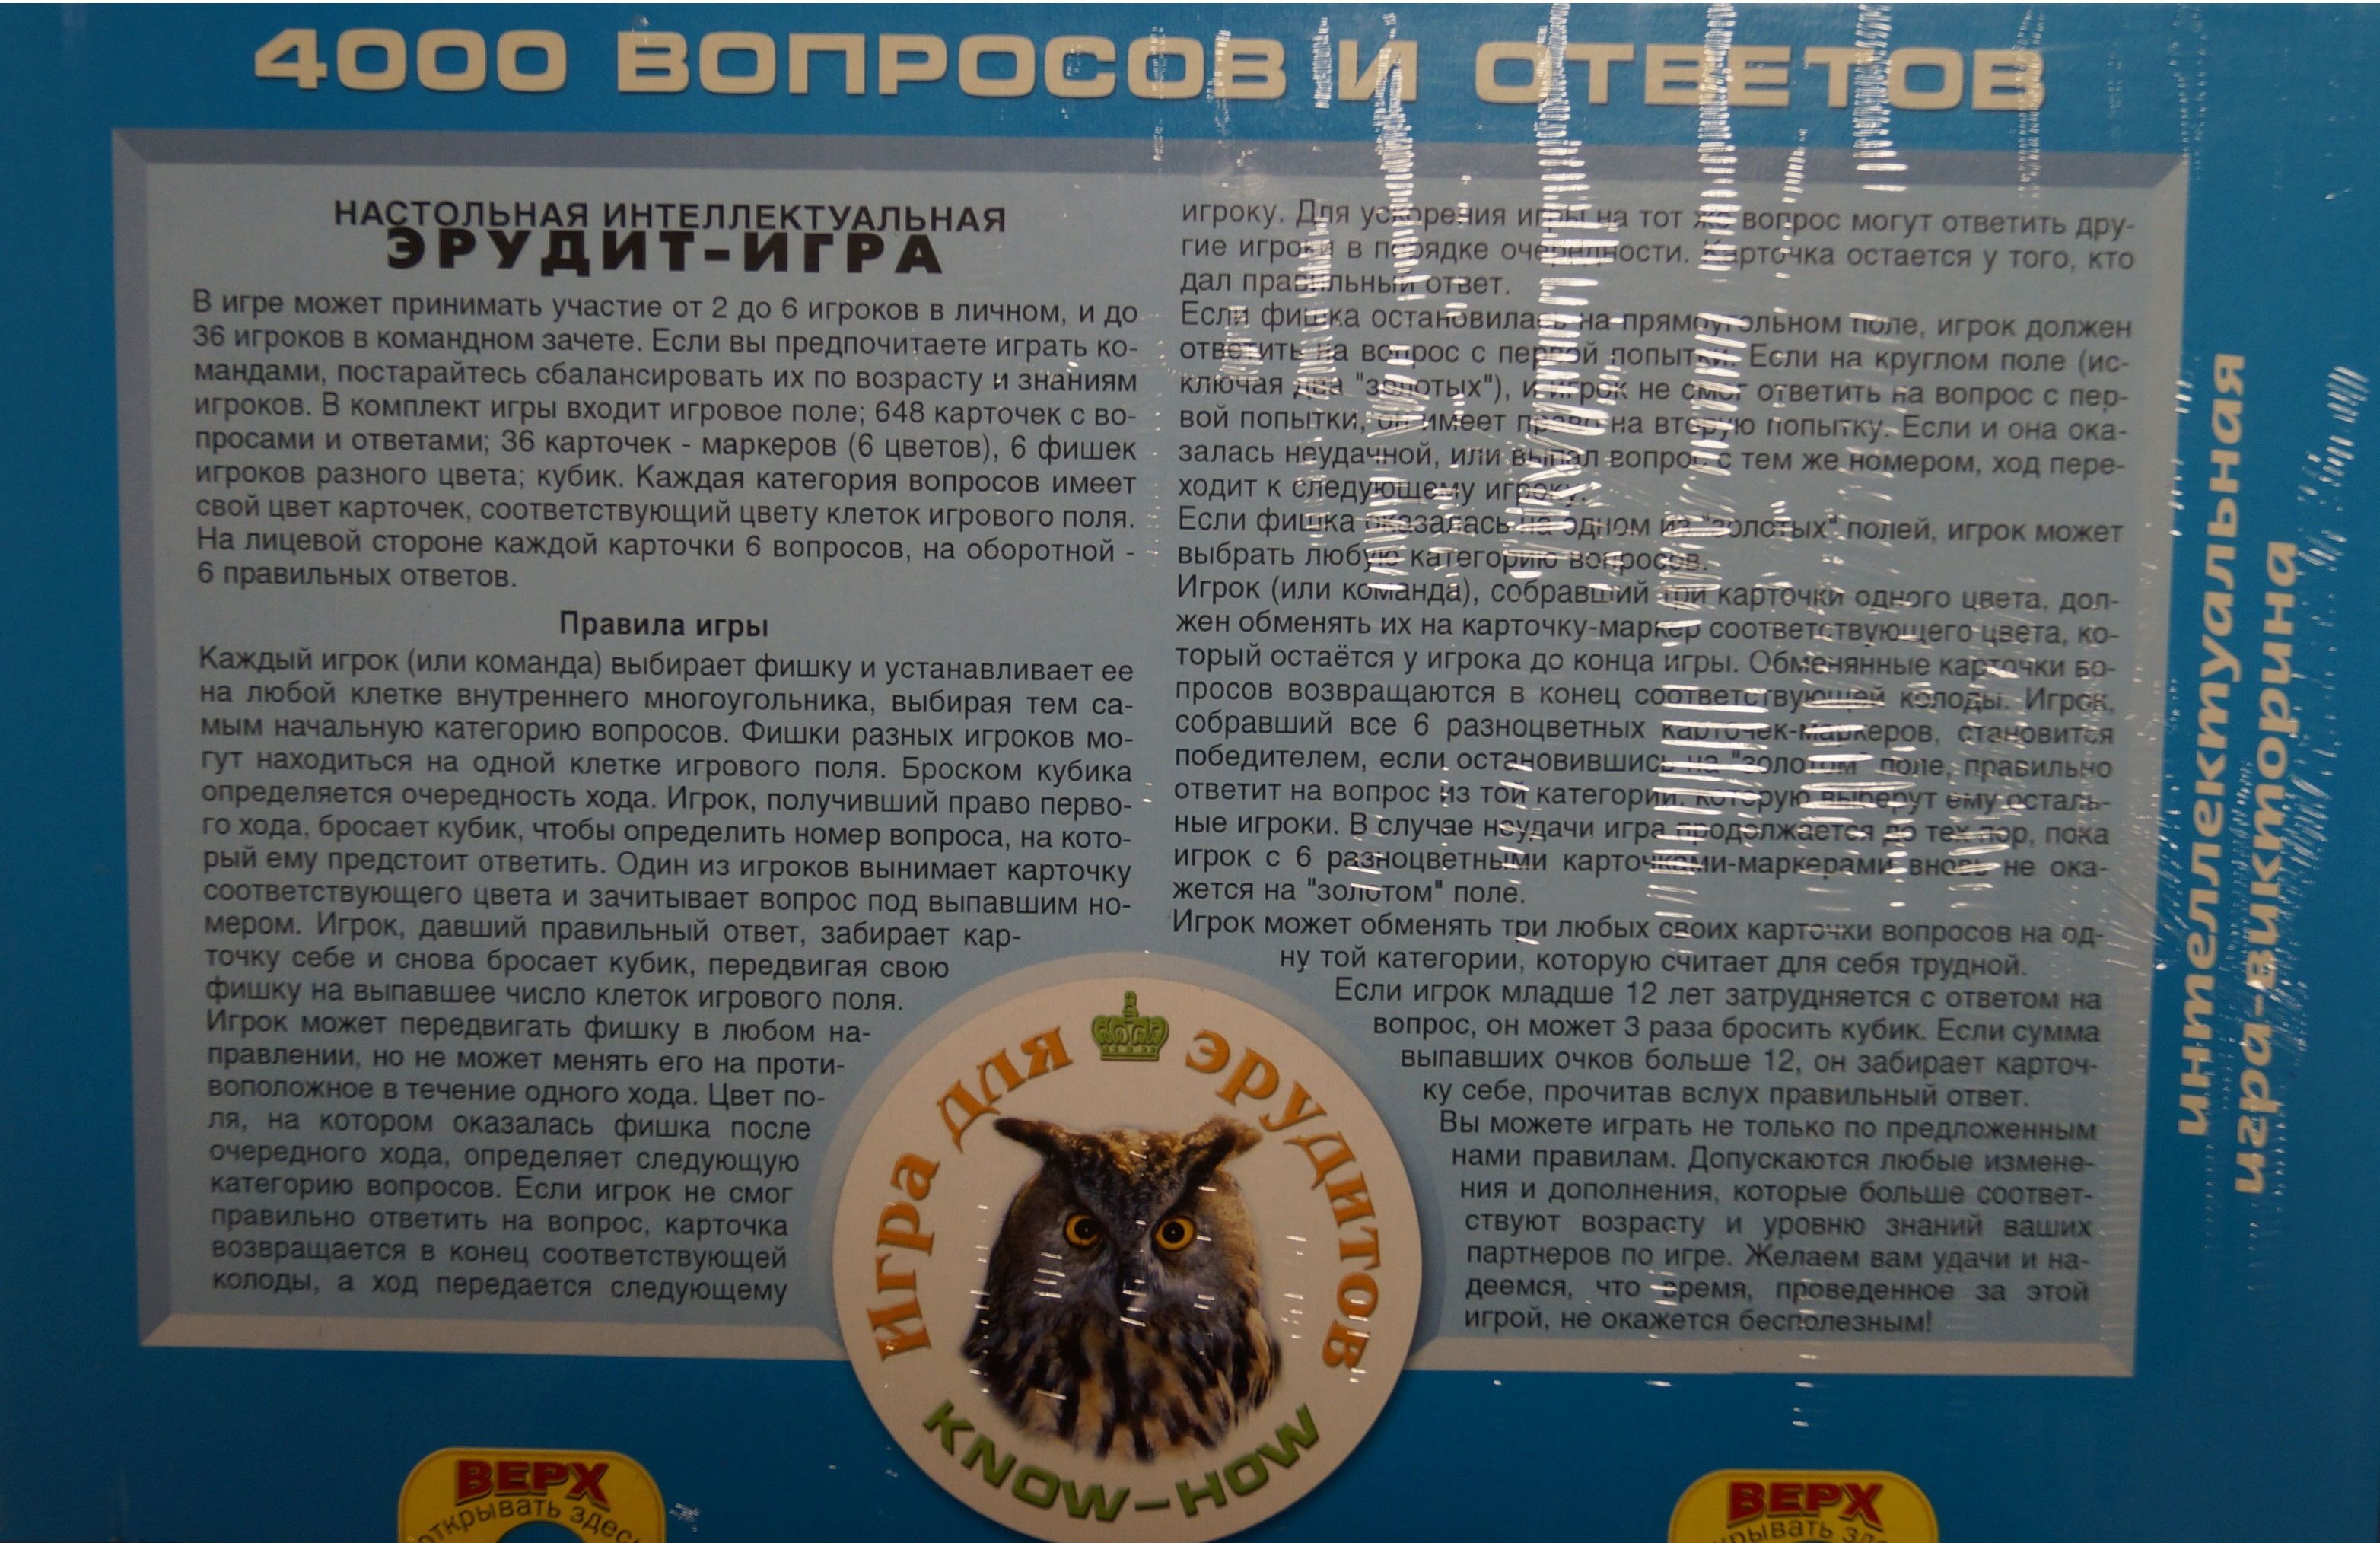 4000 ВОПРОСОВ И ОТВЕТОВ
НАСТОЛЬНАЯ ИНТЕЛЛЕКТУАЛЬНАЯ
ЭРУДИТ-ИГРА
В игре может принимать участие от 2 до 6 игроков в личном, и до
36 игроков в командном зачете. Если вы предпочитаете играть ко-
мандами, постарайтесь сбалансировать их по возрасту и знаниям
игроков. В комплект игры входит игровое поле; 648 карточек с во-
просами и ответами; 36 карточек - маркеров (6 цветов), 6 фишек
игроков разного цвета; кубик. Каждая категория вопросов имеет
свой цвет карточек, соответствующий цвету клеток игрового поля.
На лицевой стороне каждой карточки 6 вопросов, на оборотной -
6 правильных ответов.
Правила игры
Каждый игрок (или команда) выбирает фишку и устанавливает ее
на любой клетке внутреннего многоугольника, выбирая тем са-
мым начальную категорию вопросов. Фишки разных игроков мо-
гут находиться на одной клетке игрового поля. Броском кубика
определяется очередность хода. Игрок, получивший право перво-
го хода, бросает кубик, чтобы определить номер вопроса, на кото-
рый ему предстоит ответить. Один из игроков вынимает карточку
соответствующего цвета и зачитывает вопрос под выпавшим но-
мером. Игрок, давший правильный ответ, забирает кар-
точку себе и снова бросает кубик, передвигая свою
фишку на выпавшее число клеток игрового поля.
Игрок может передвигать фишку в любом на-
правлении, но не может менять его на проти-
воположное в течение одного хода. Цвет по-
ля, на котором оказалась фишка после
очередного хода, определяет следующую
категорию вопросов. Если игрок не смог
правильно ответить на вопрос, карточка
возвращается в конец соответствующей
колоды, а ход передается следующему
игроку. Для ускорения игры на тот же вопрос могут ответить дру-
гие игроки в порядке очередности. Карточка остается у того, кто
дал правильный ответ.
Если фишка остановилась на прямоугольном поле, игрок должен
ответить на вопрос с первой попытки. Если на круглом поле (ис-
ключая два "золотых"), и игрок не смог ответить на вопрос с пер-
вой попытки, он имеет право на вторую попытку. Если и она ока-
залась неудачной, или выпал вопрос с тем же номером, ход пере-
ходит к следующему игроку.
Если фишка оказалась на одном из "золотых" полей, игрок может
выбрать любую категорию вопросов.
Игрок (или команда), собравший три карточки одного цвета, дол-
жен обменять их на карточку-маркер соответствующего цвета, ко-
торый остаётся у игрока до конца игры. Обменянные карточки во-
просов возвращаются в конец соответствующей колоды. Игрок,
собравший все 6 разноцветных карточек-маркеров, становится
победителем, если остановившись на "золотом" поле, правильно
ответит на вопрос из той категории, которую выберут ему осталь-
ные игроки. В случае неудачи игра продолжается до тех пор, пока
игрок с 6 разноцветными карточками-маркерами вновь не ока-
жется на "золотом" поле.
Игрок может обменять три любых своих карточки вопросов на од-
ну той категории, которую считает для себя трудной.
Если игрок младше 12 лет затрудняется с ответом на
вопрос, он может 3 раза бросить кубик. Если сумма
выпавших очков больше 12, он забирает карточ-
ку себе, прочитав вслух правильный ответ.
Вы можете играть не только по предложенным
нами правилам. Допускаются любые измене-
ния и дополнения, которые больше соответ-
ствуют возрасту и уровню знаний ваших
партнеров по игре. Желаем вам удачи и на-
деемся, что время, проведенное за этой
игрой, не окажется бесполезным!
интеллектуальная
игра-викторина
ИГРА ДЛЯ ЭРУДИТОВ
KNOW-HOW
ВЕРХ
открывать здесь
ВЕРХ